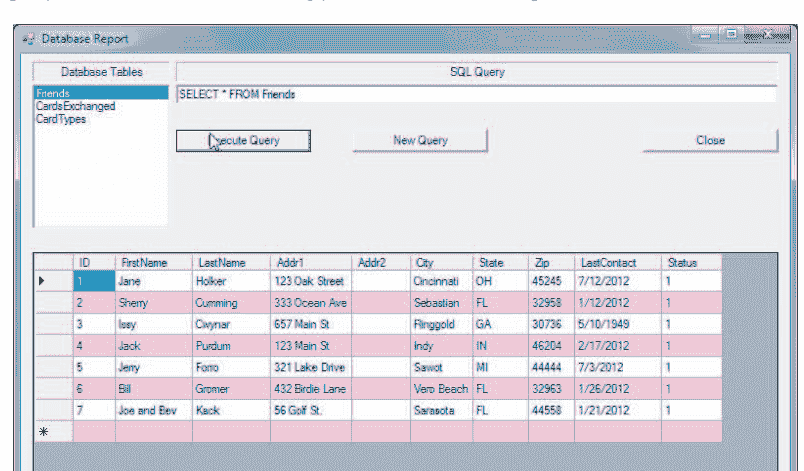 Database Report
Database Tables SQL Query
Friends SELECT * FROM Friends
CardsExchanged
CardTypes
Execute Query New Query Close
ID FirstName LastName Addr1 Addr2 City State Zip LastContact Status
1 Jane Holker 123 Oak Street Cincinnati OH 45245 7/12/2012 1
2 Sherry Cumming 333 Ocean Ave Sebastian FL 32958 1/12/2012 1
3 Issy Cwynar 657 Main St Ringgold GA 30736 5/10/1949 1
4 Jack Purdum 123 Main St Indy IN 46204 2/17/2012 1
5 Jerry Forro 321 Lake Drive Sawot MI 44444 7/3/2012 1
6 Bill Gromer 432 Birdie Lane Vero Beach FL 32963 1/26/2012 1
7 Joe and Bev Kack 56 Golf St. Sarasota FL 44558 1/21/2012 1